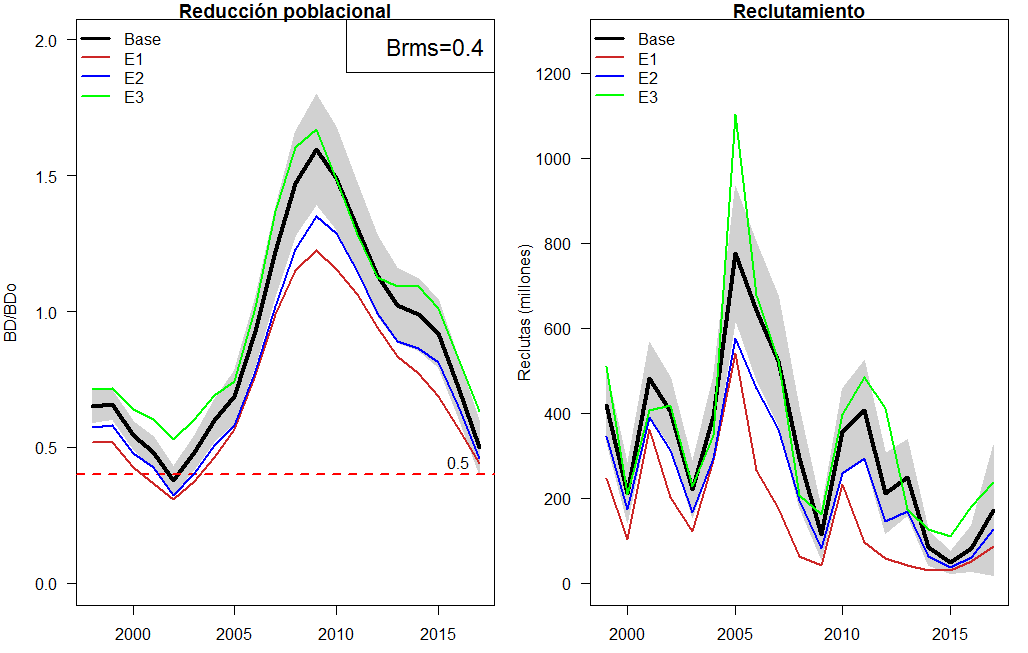 Reducción poblacional
Brms=0.4
Base
E1
E2
E3
BD/BDo
2.0
1.5
1.0
0.5
0.0
0.5
2000
2005
2010
2015
Reclutamiento
Base
E1
E2
E3
Reclutas (millones)
1200
1000
800
600
400
200
0
2000
2005
2010
2015